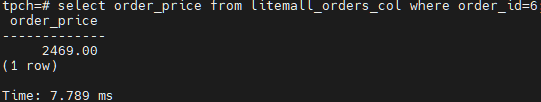 tpch=# select order_price from litemall_orders_col where order_id=6
order_price
-------------
2469.00
(1 row)
Time: 7.789 ms